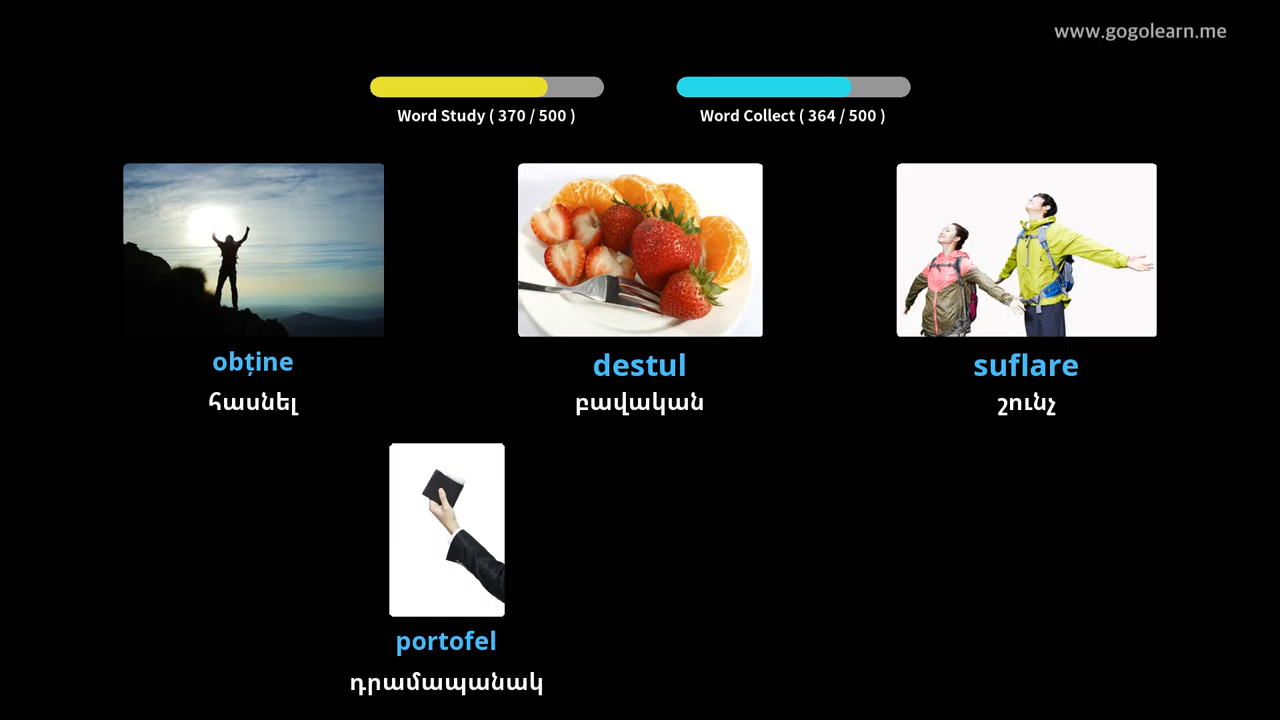 www.gogolearn.me
Word Study ( 370 / 500 )
Word Collect ( 364 / 500 )
obține
հասնել
destul
բավական
suflare
շունչ
portofel
դրամապանակ